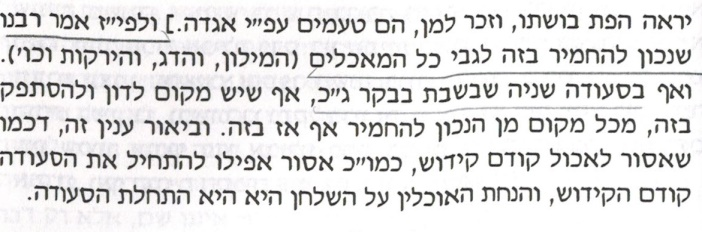 יראה הפת בושתו, וזכר למן, הם טעמים עפ״י אגדה.] ולפי״ז אמר רבנו
שנכון להחמיר בזה לגבי כל המאכלים (המילון, והדג, והירקות וכו׳).
ואף בסעודה שניה שבשבת בבקר ג״כ, אף שיש מקום לדון ולהסתפק
בזה, מכל מקום מן הנכון להחמיר אף אז בזה. וביאור ענין זה, דכמו
שאסור לאכול קודם קידוש, כמו״כ אסור אפילו להתחיל את הסעודה
קודם הקידוש, והנחת האוכלין על השלחן היא היא התחלת הסעודה.